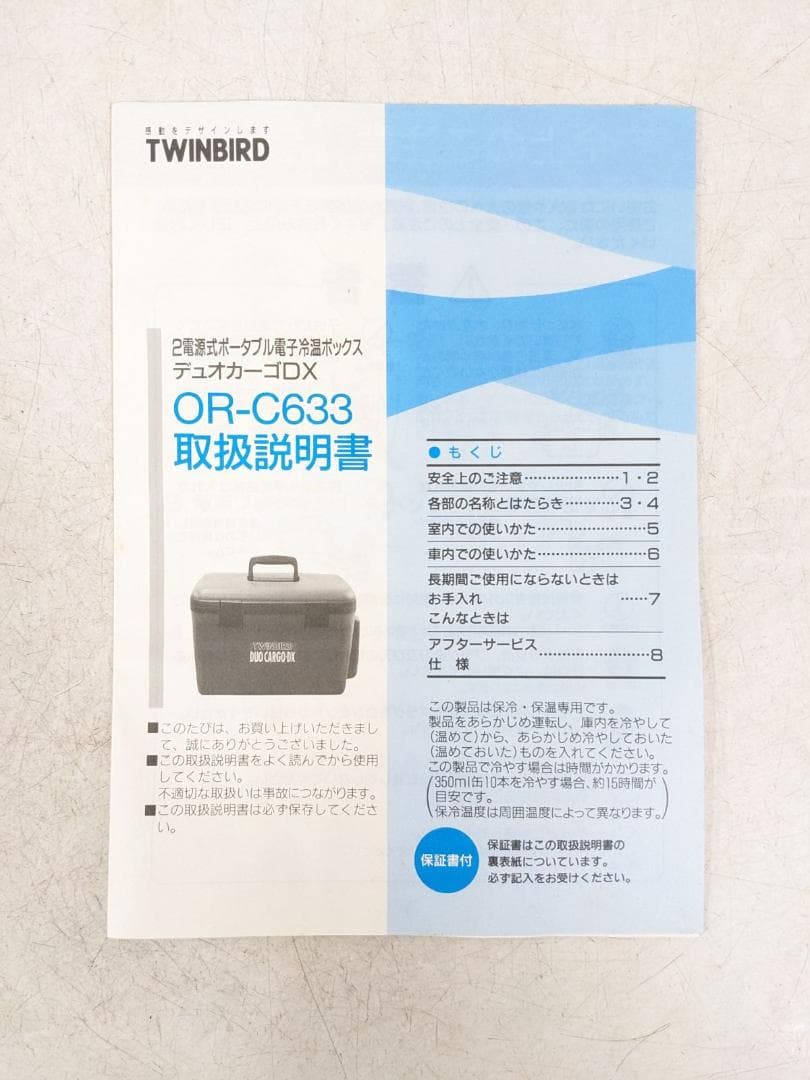 感動をデザインします
TWINBIRD
2電源式ポータブル電子冷温ボックス
デュオカーゴDX
OR-C633
取扱説明書
TWINBIRD
DUO CARGO DX
■このたびは、お買い上げいただきまし
て、誠にありがとうございました。
■この取扱説明書をよく読んでから使用
してください。
不適切な取扱いは事故につながります。
■この取扱説明書は必ず保存してくださ
い。
●もくじ
安全上のご注意…………………1・2
各部の名称とはたらき…………3・4
室内での使いかた……………………5
車内での使いかた……………………6
長期間ご使用にならないときは
お手入れ ……7
こんなときは
アフターサービス
仕 様 ……………………8
この製品は保冷・保温専用です。
製品をあらかじめ運転し、庫内を冷やして
(温めて)から、あらかじめ冷やしておいた
(温めておいた)ものを入れてください。
この製品で冷やす場合は時間がかかります。
(350ml缶10本を冷やす場合、約15時間が
目安です。
保冷温度は周囲温度によって異なります。)
保証書付
保証書はこの取扱説明書の
裏表紙についています。
必ず記入をお受けください。